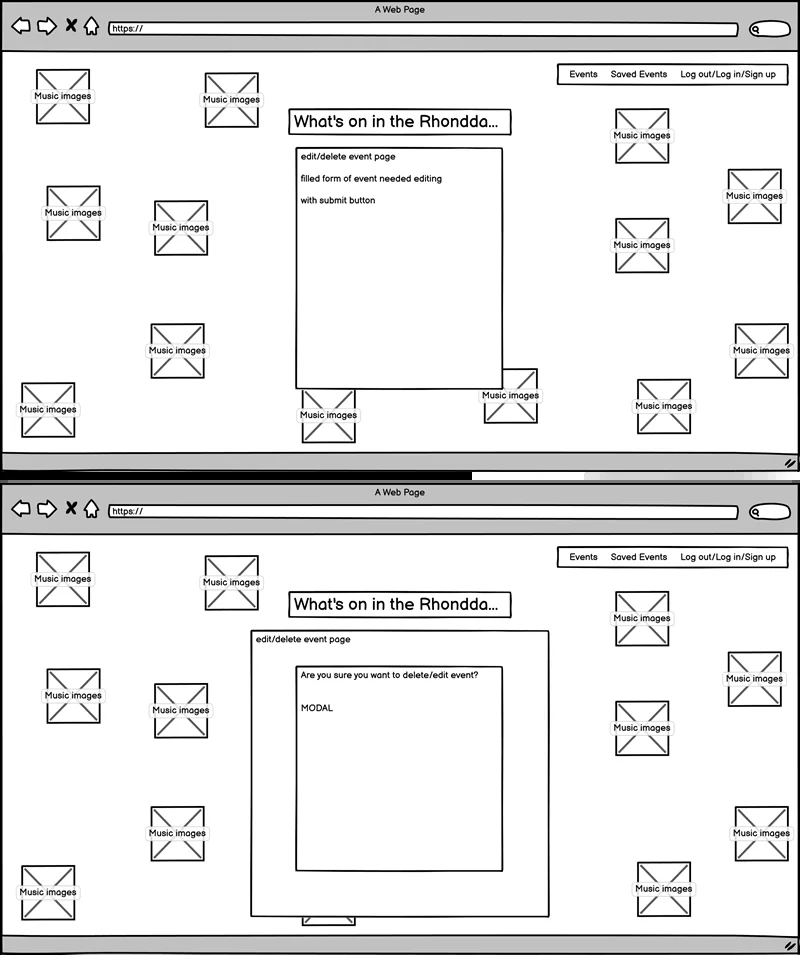 A Web Page
https://
Events Saved Events Log out/Log in/Sign up
Music images
Music images
What's on in the Rhondda...
Music images
edit/delete event page
filled form of event needed editing
with submit button
Music images
Music images
Music images
Music images
Music images
Music images
Music images
Music images
Music images
Music images
A Web Page
https://
Events Saved Events Log out/Log in/Sign up
Music images
Music images
What's on in the Rhondda...
Music images
edit/delete event page
Are you sure you want to delete/edit event?
MODAL
Music images
Music images
Music images
Music images
Music images
Music images
Music images
Music images